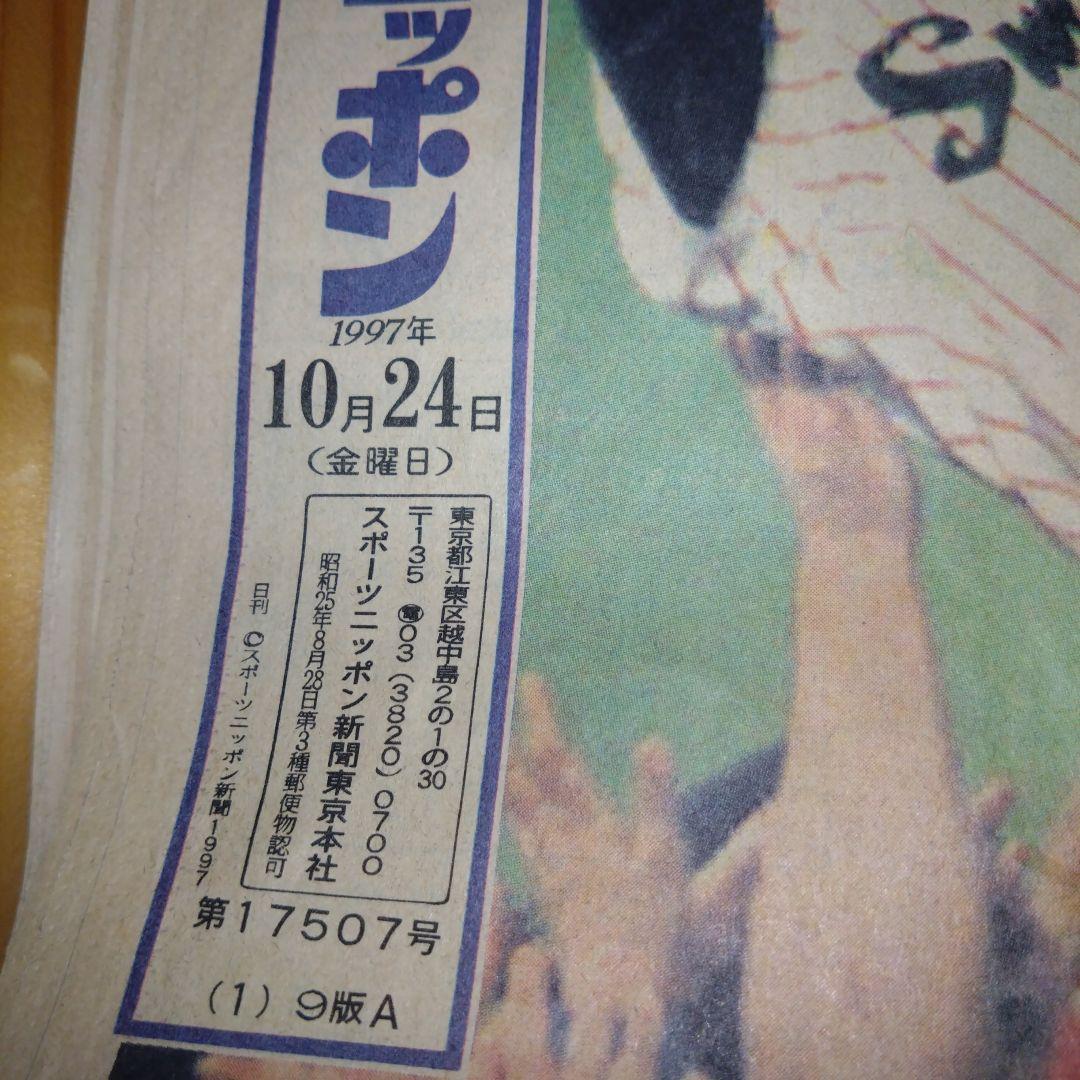 ッポン
1997年
10月24日
(金曜日)
東京都江東区越中島2の1の30
〒135 電03(3820)0700
スポーツニッポン新聞東京本社
昭和25年8月28日第3種郵便物認可
日刊 ©スポーツニッポン新聞1997
第17507号
(1) 9版A